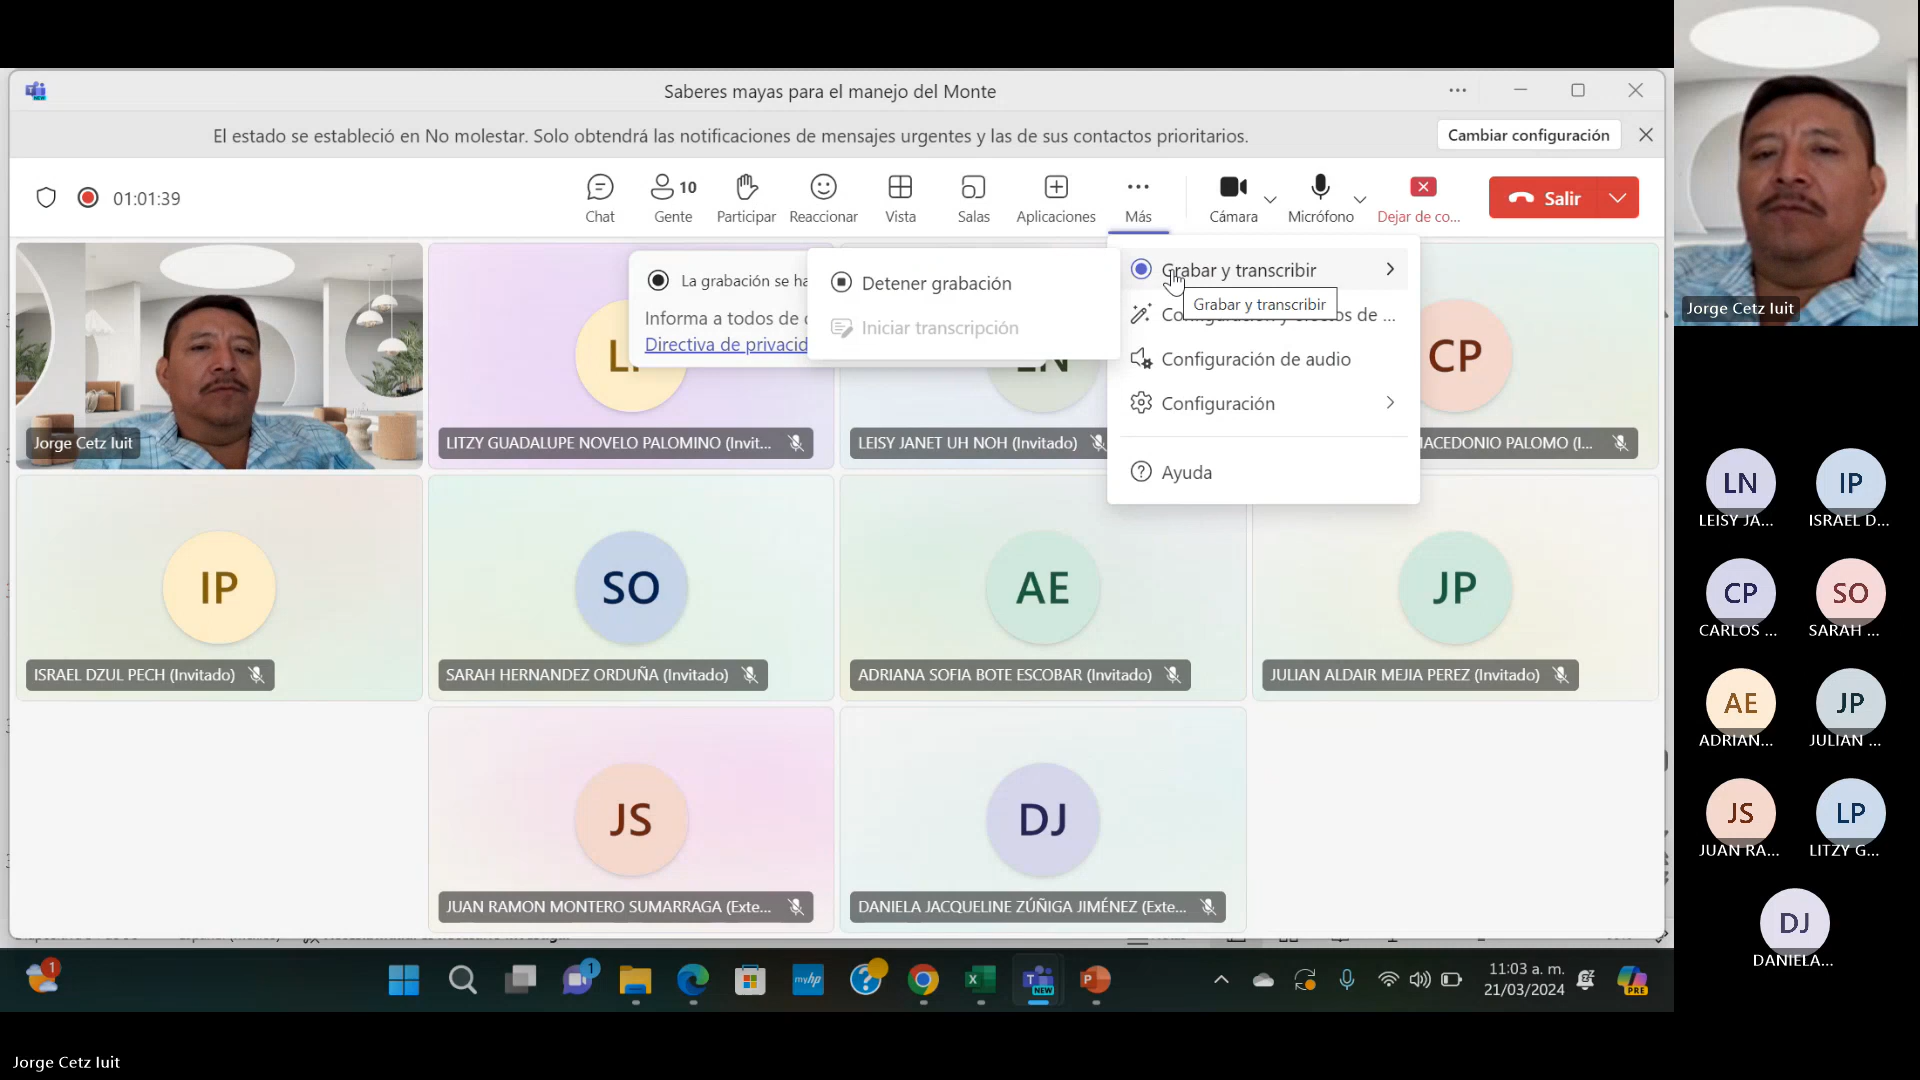 Saberes mayas para el manejo del Monte
El estado se estableció en No molestar. Solo obtendrá las notificaciones de mensajes urgentes y las de sus contactos prioritarios.
Cambiar configuración
01:01:39
Chat
10
Gente
Participar
Reaccionar
Vista
Salas
Aplicaciones
Más
Cámara
Micrófono
Dejar de co...
Salir
La grabación se ha
Informa a todos de
Directiva de privacid
Detener grabación
Iniciar transcripción
Grabar y transcribir
Grabar y transcribir
Configuración de audio
Configuración
Ayuda
CP
Jorge Cetz Iuit
LITZY GUADALUPE NOVELO PALOMINO (Invit...
LEISY JANET UH NOH (Invitado)
MACEDONIO PALOMO (I...
IP
SO
AE
JP
ISRAEL DZUL PECH (Invitado)
SARAH HERNANDEZ ORDUÑA (Invitado)
ADRIANA SOFIA BOTE ESCOBAR (Invitado)
JULIAN ALDAIR MEJIA PEREZ (Invitado)
JS
DJ
JUAN RAMON MONTERO SUMARRAGA (Exte...
DANIELA JACQUELINE ZÚÑIGA JIMÉNEZ (Exte...
1
1
myhp
NEW
11:03 a. m.
21/03/2024
PRE
Jorge Cetz Iuit
Jorge Cetz Iuit
LN
LEISY JA...
IP
ISRAEL D...
CP
CARLOS ...
SO
SARAH ...
AE
ADRIAN...
JP
JULIAN ...
JS
JUAN RA...
LP
LITZY G...
DJ
DANIELA...